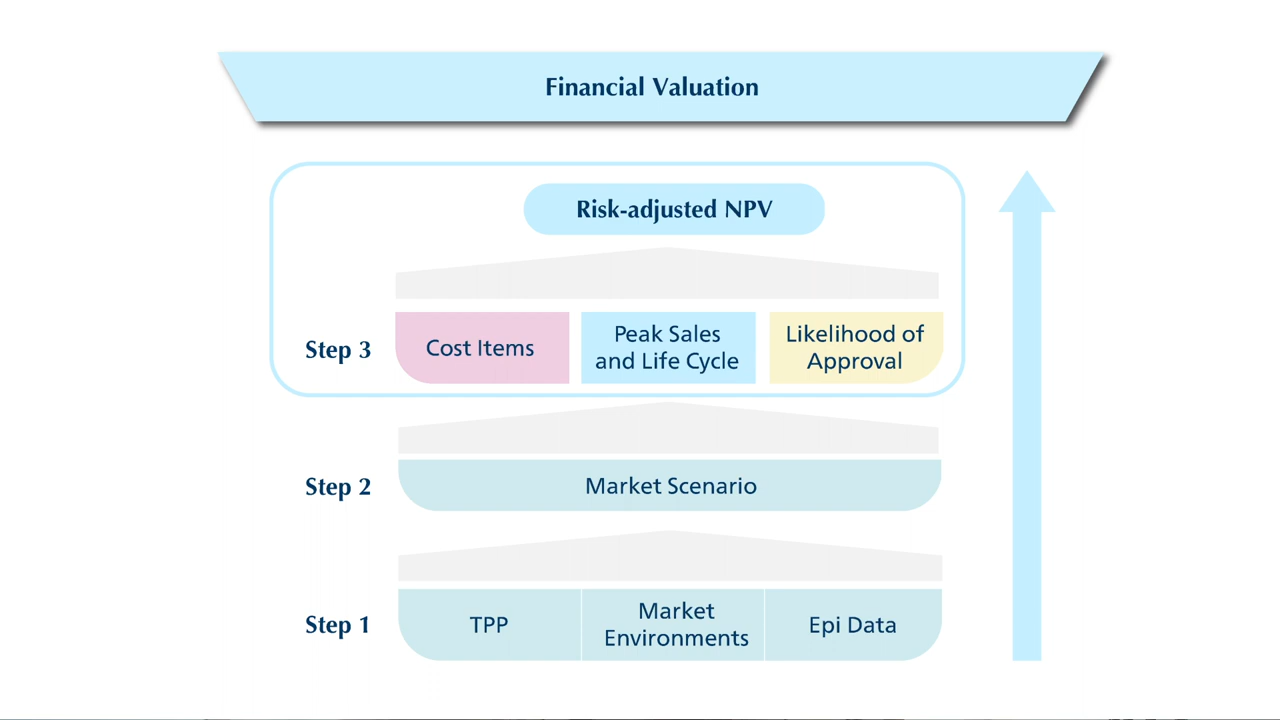 Financial Valuation
Risk-adjusted NPV
Step 3
Cost Items
Peak Sales
and Life Cycle
Likelihood of
Approval
Step 2
Market Scenario
Step 1
TPP
Market
Environments
Epi Data